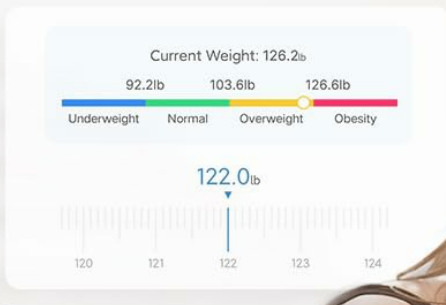 Current Weight: 126.2lb
92.2lb 103.6lb 126.6lb
Underweight Normal Overweight Obesity
122.0lb
120 121 122 123 124